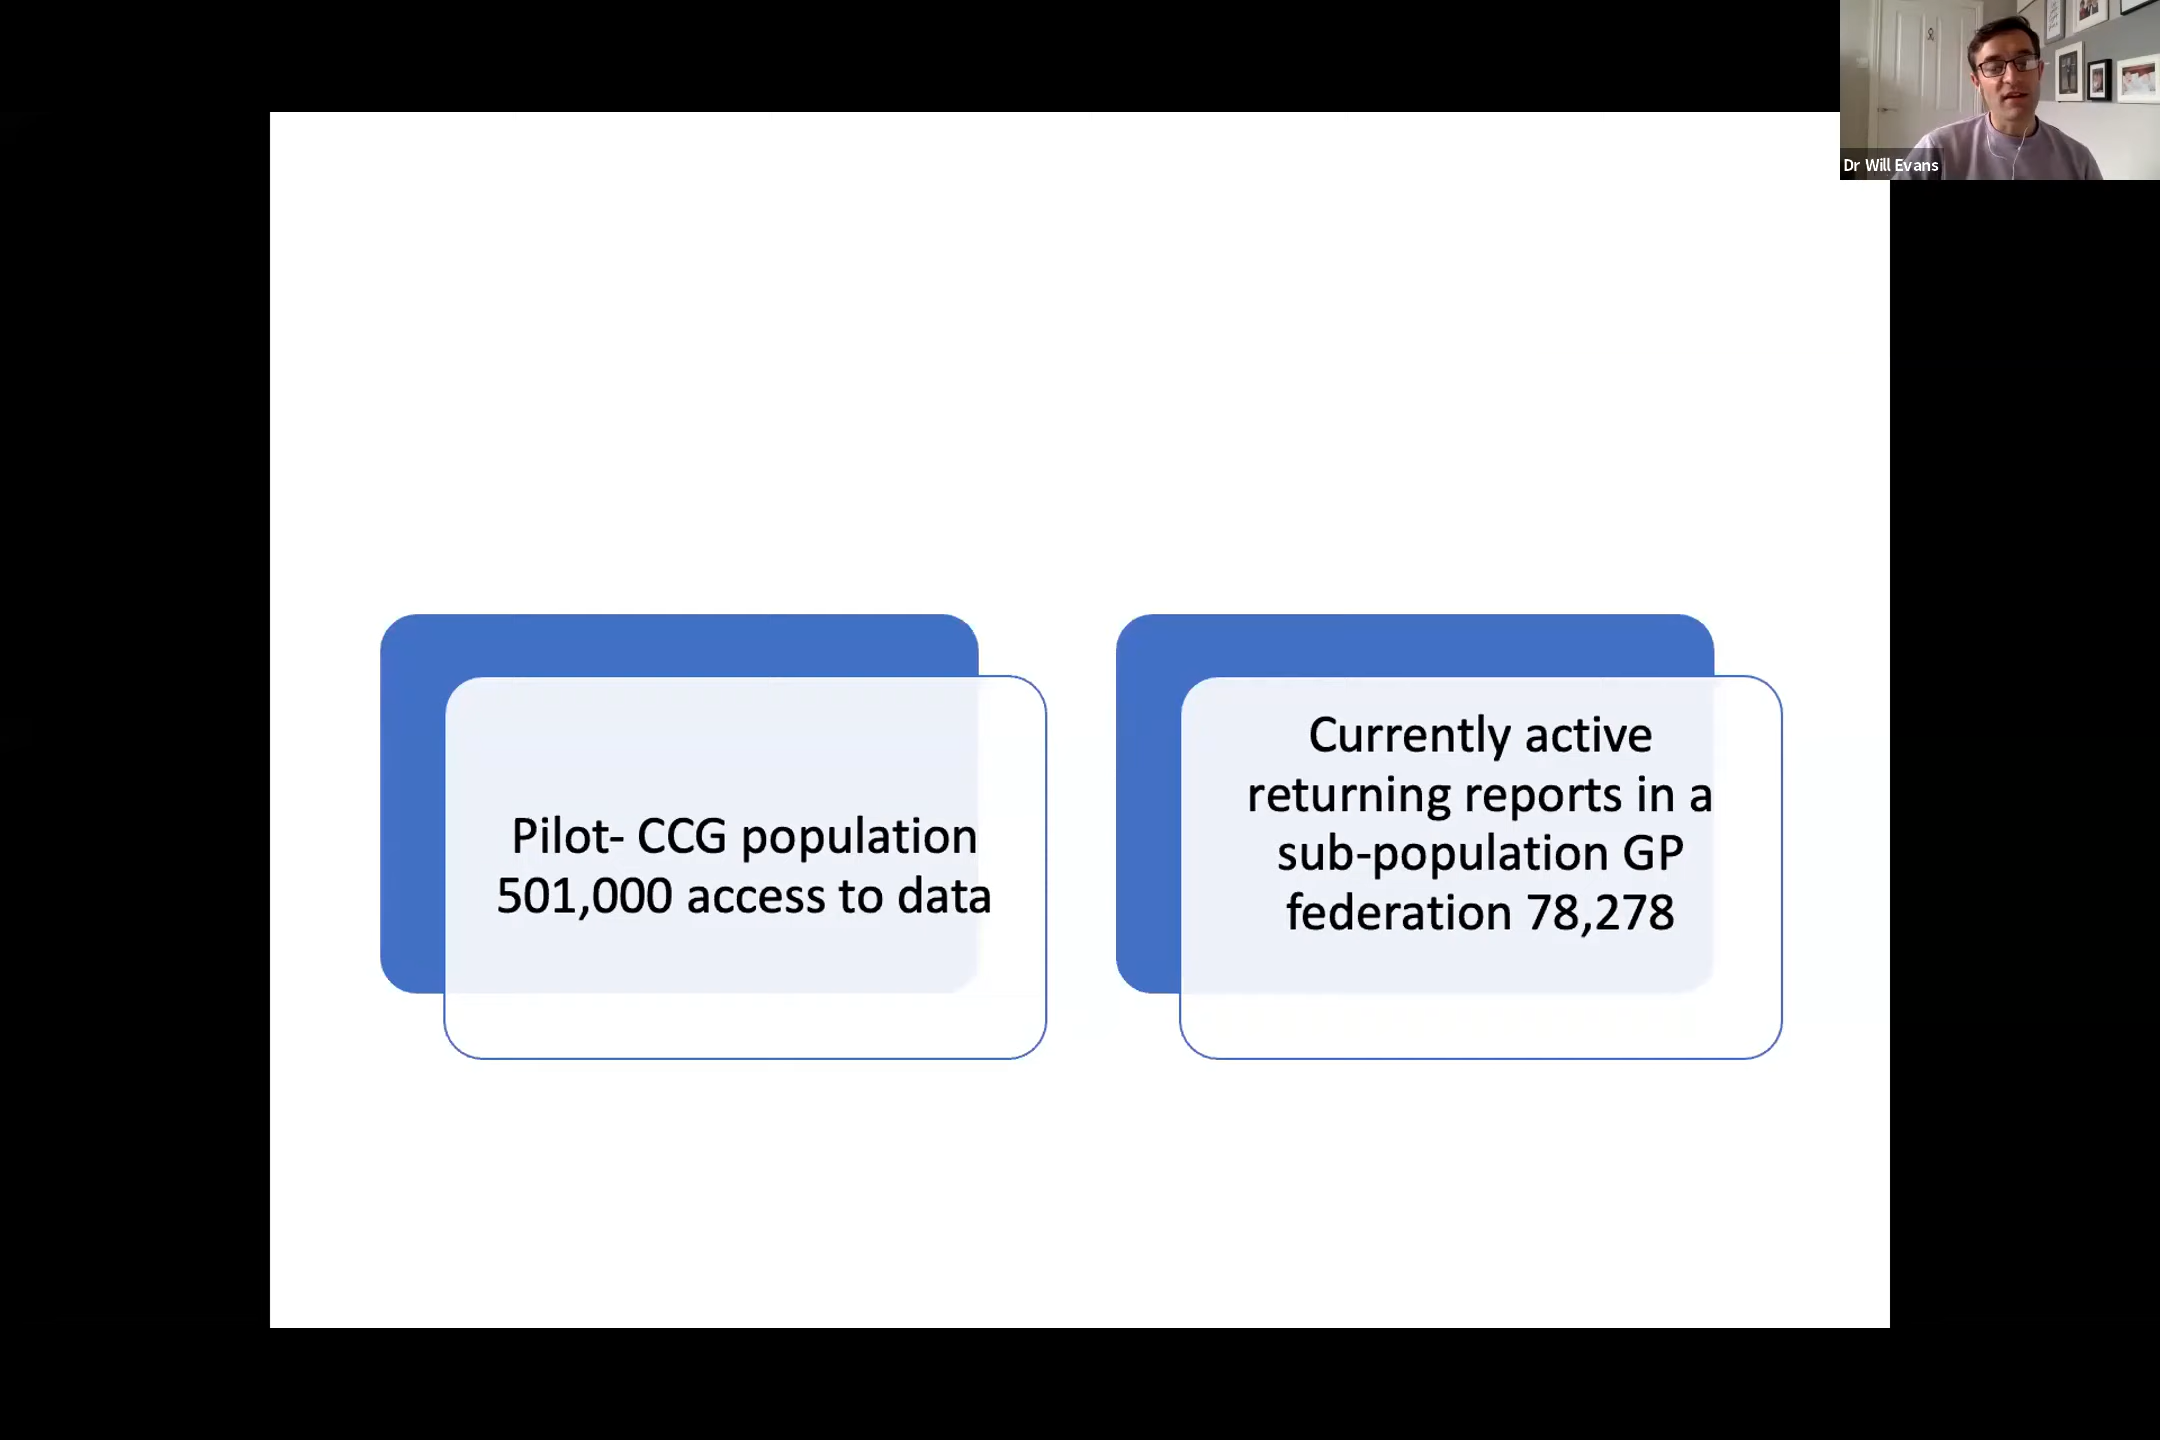 Dr Will Evans
Pilot- CCG population
501,000 access to data
Currently active
returning reports in a
sub-population GP
federation 78,278